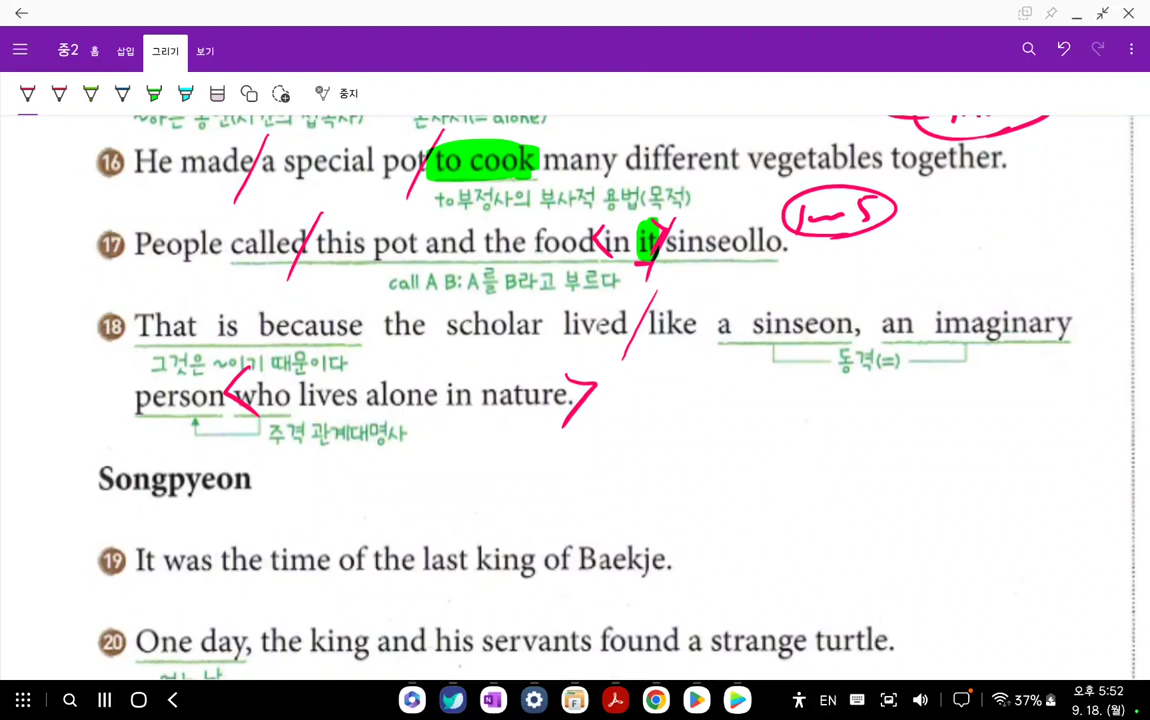 중2 홈 삽입 그리기 보기
중지
16 He made a special pot to cook many different vegetables together.
to부정사의 부사적 용법(목적)
17 People called this pot and the food in it sinseollo.
call A B: A를 B라고 부르다
18 That is because the scholar lived like a sinseon, an imaginary
그것은 ~이기 때문이다 동격(=)
person who lives alone in nature.
주격 관계대명사
Songpyeon
19 It was the time of the last king of Baekje.
20 One day, the king and his servants found a strange turtle.
EN 37% 오후 5:52
9. 18. (월)